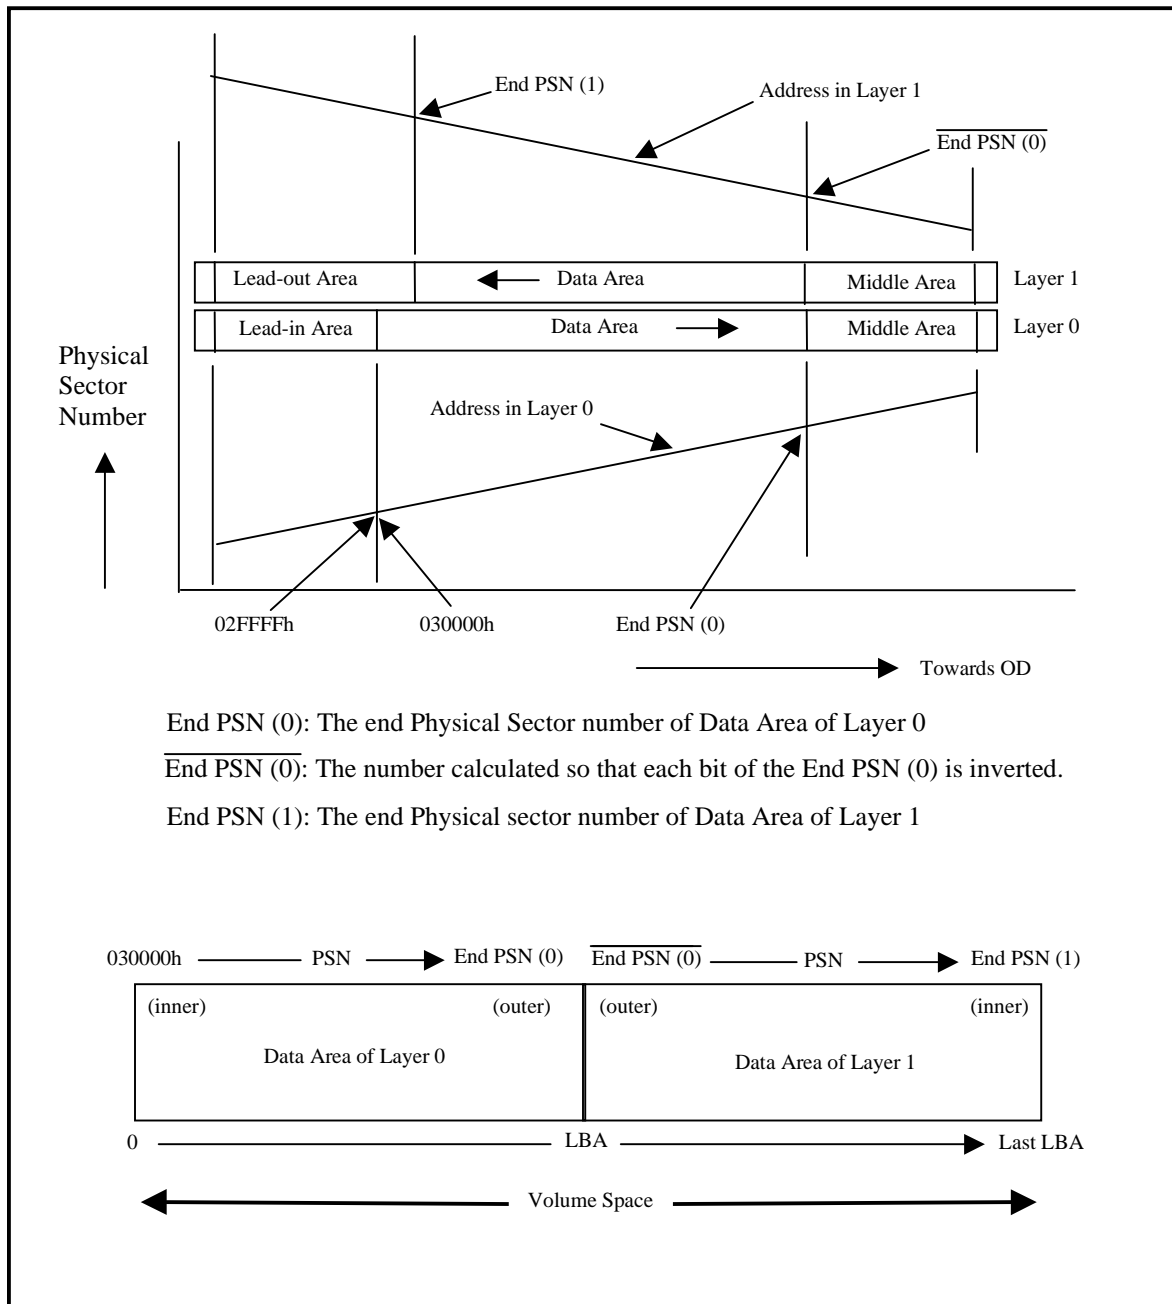 End PSN (1)
Address in Layer 1
End PSN (0)
Lead-out Area
Data Area
Middle Area
Layer 1
Lead-in Area
Data Area
Middle Area
Layer 0
Physical
Sector
Number
Address in Layer 0
02FFFFh
030000h
End PSN (0)
Towards OD
End PSN (0): The end Physical Sector number of Data Area of Layer 0
End PSN (0): The number calculated so that each bit of the End PSN (0) is inverted.
End PSN (1): The end Physical sector number of Data Area of Layer 1
030000h
PSN
End PSN (0)
End PSN (0)
PSN
End PSN (1)
(inner)
(outer)
(outer)
(inner)
Data Area of Layer 0
Data Area of Layer 1
0
LBA
Last LBA
Volume Space